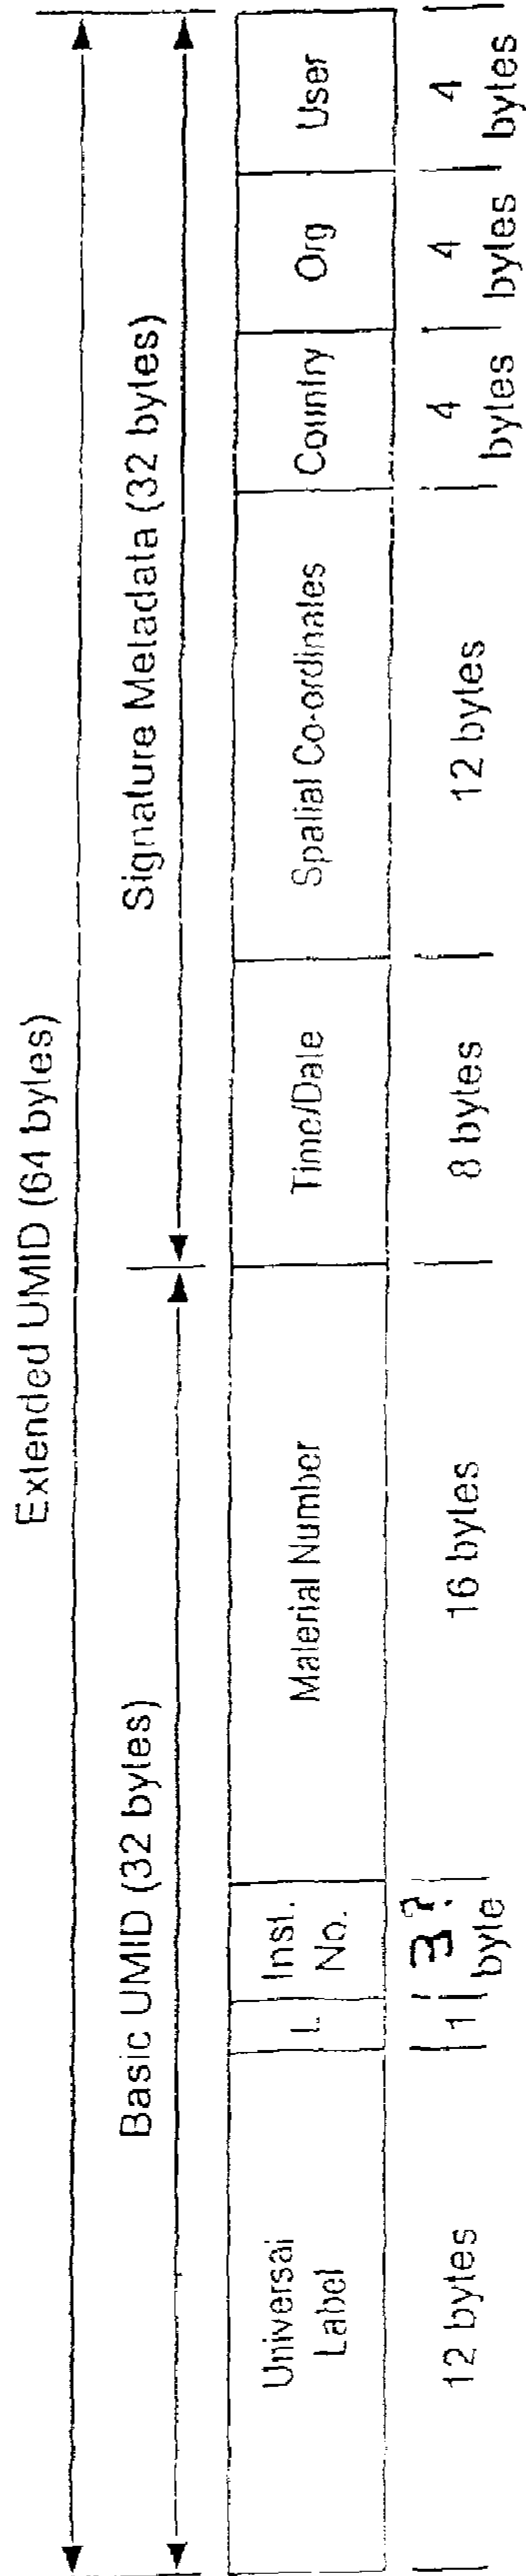 Extended UMID (64 bytes)
Basic UMID (32 bytes)
Signature Metadata (32 bytes)
Universal
Label
L
Inst.
No.
Material Number
Time/Date
Spatial Co-ordinates
Country
Org
User
12 bytes
1
3?
byte
16 bytes
8 bytes
12 bytes
4
bytes
4
bytes
4
bytes